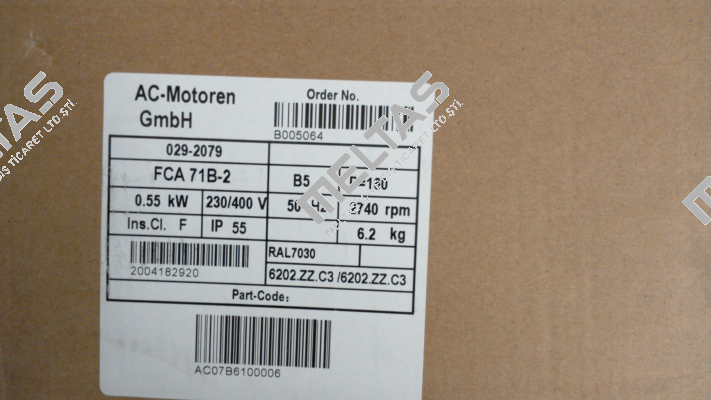 AC-Motoren
GmbH
Order No.
B005064
029-2079
FCA 71B-2
B5
0.55 kW
230/400 V
2740 rpm
Ins.Cl. F
IP 55
6.2 kg
2004182920
RAL7030
6202.ZZ.C3 /6202.ZZ.C3
Part-Code:
AC07B6100006
MELTAS